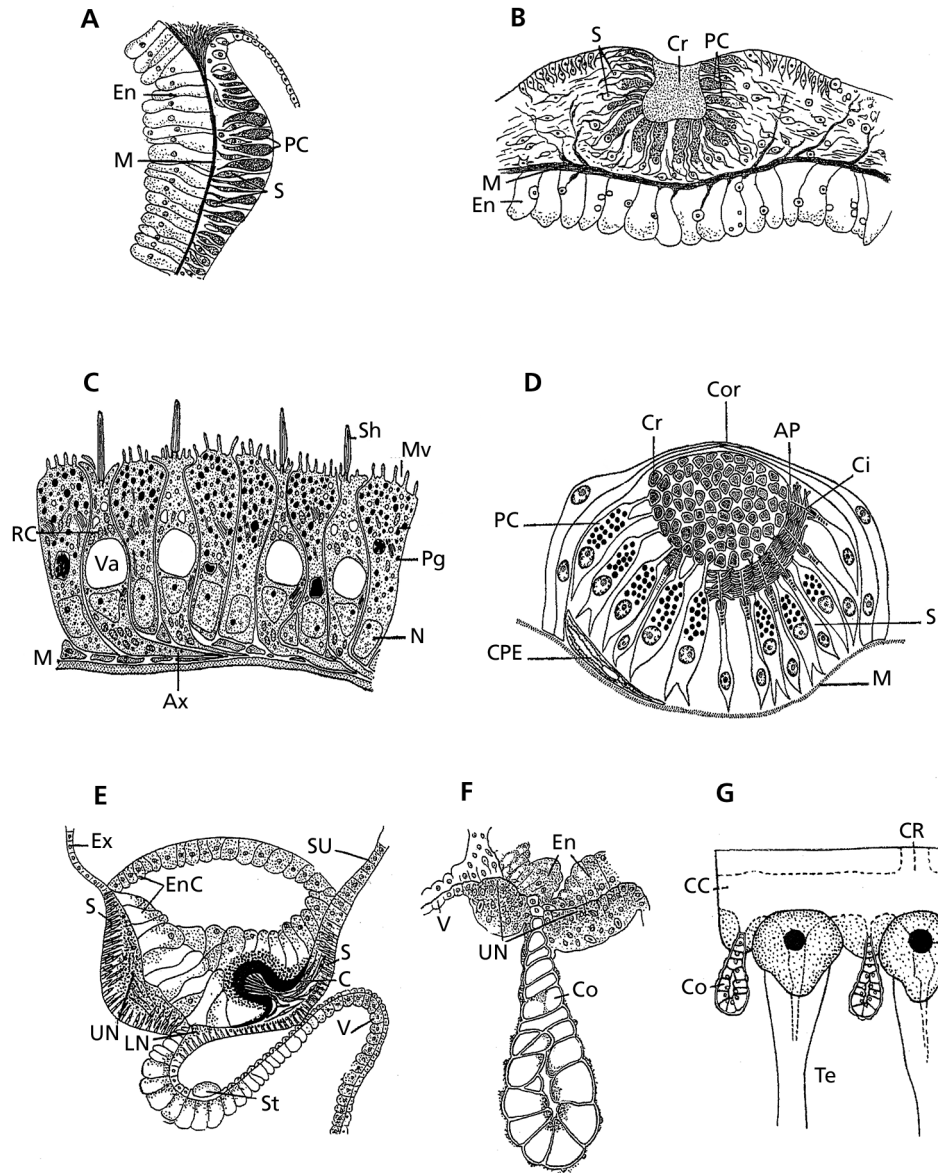 A
En
M
PC
S
B
S
Cr
PC
M
En
C
Sh
Mv
RC
Va
Pg
N
M
Ax
D
Cor
Cr
AP
Ci
PC
S
CPE
M
E
Ex
SU
EnC
S
S
C
UN
LN
V
St
F
En
V
UN
Co
G
CR
CC
Co
Te